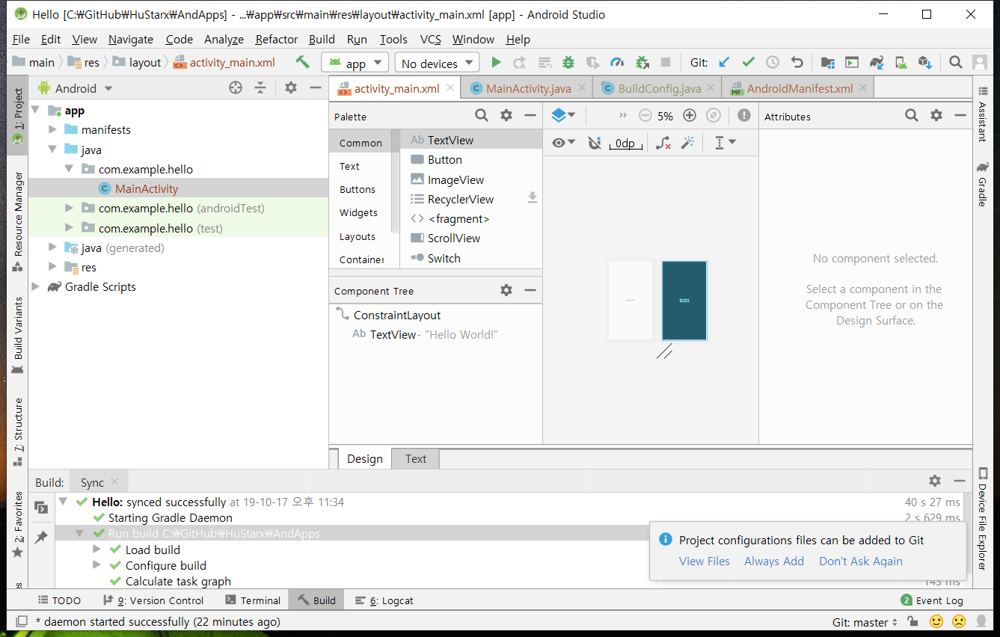 Hello [C:₩GitHub₩HuStarx₩AndApps] - ...₩app₩src₩main₩res₩layout₩activity_main.xml [app] - Android Studio
File Edit View Navigate Code Analyze Refactor Build Run Tools VCS Window Help
main res layout activity_main.xml app No devices Git:
1: Project
Resource Manager
Build Variants
7: Structure
2: Favorites
Android
app
manifests
java
com.example.hello
MainActivity
com.example.hello (androidTest)
com.example.hello (test)
java (generated)
res
Gradle Scripts
activity_main.xml MainActivity.java BuildConfig.java AndroidManifest.xml
Palette
Common
Text
Buttons
Widgets
Layouts
Container
Ab TextView
Button
ImageView
RecyclerView
<fragment>
ScrollView
Switch
Component Tree
ConstraintLayout
Ab TextView- "Hello World!"
5%
0dp
Attributes
No component selected.
Select a component in the
Component Tree or on the
Design Surface.
Assistant
Gradle
Device File Explorer
Design Text
Build: Sync
Hello: synced successfully at 19-10-17 오후 11:34 40 s 27 ms
Starting Gradle Daemon 2 s 629 ms
Run build C:₩GitHub₩HuStarx₩AndApps
Load build
Configure build
Calculate task graph 143 ms
Project configurations files can be added to Git
View Files Always Add Don't Ask Again
TODO 9: Version Control Terminal Build 6: Logcat 2 Event Log
* daemon started successfully (22 minutes ago) Git: master